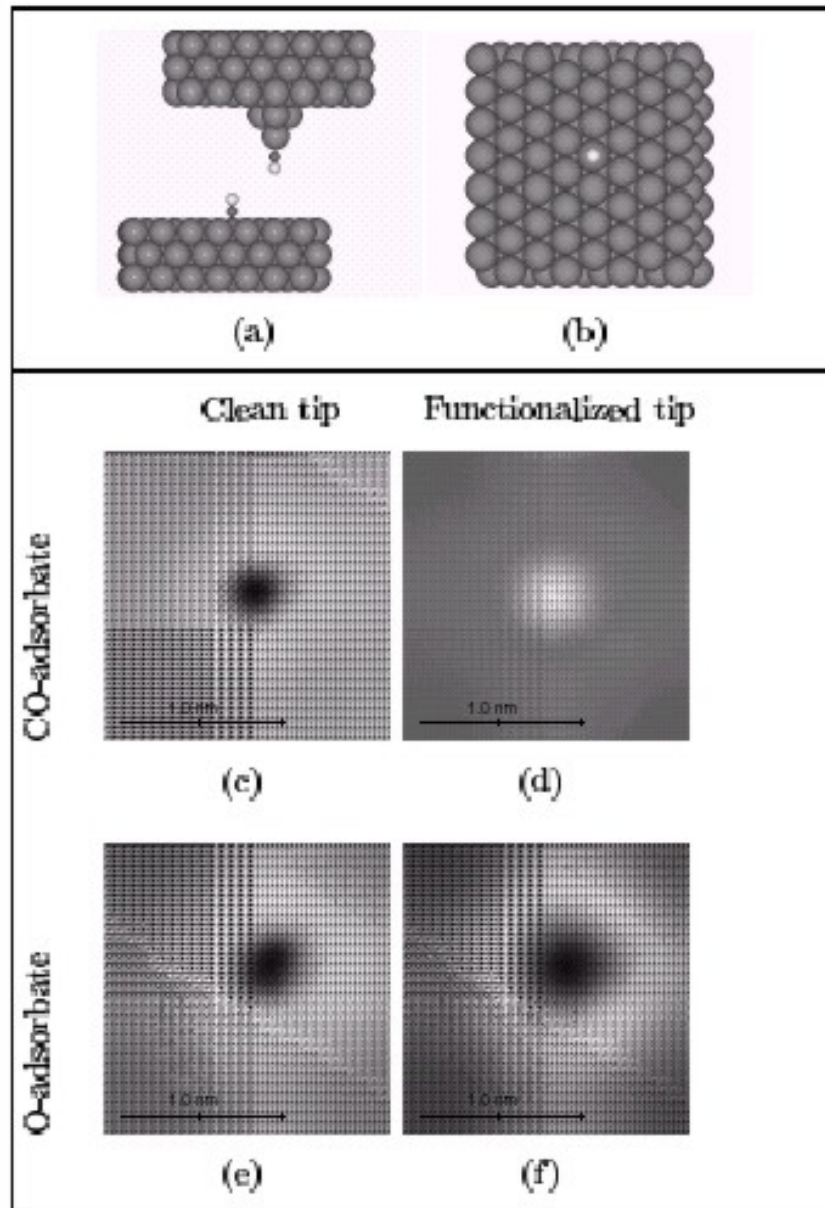 (a) (b)
Clean tip Functionalized tip
CO-adsorbate
1.0 nm 1.0 nm
(c) (d)
O-adsorbate
1.0 nm 1.0 nm
(e) (f)